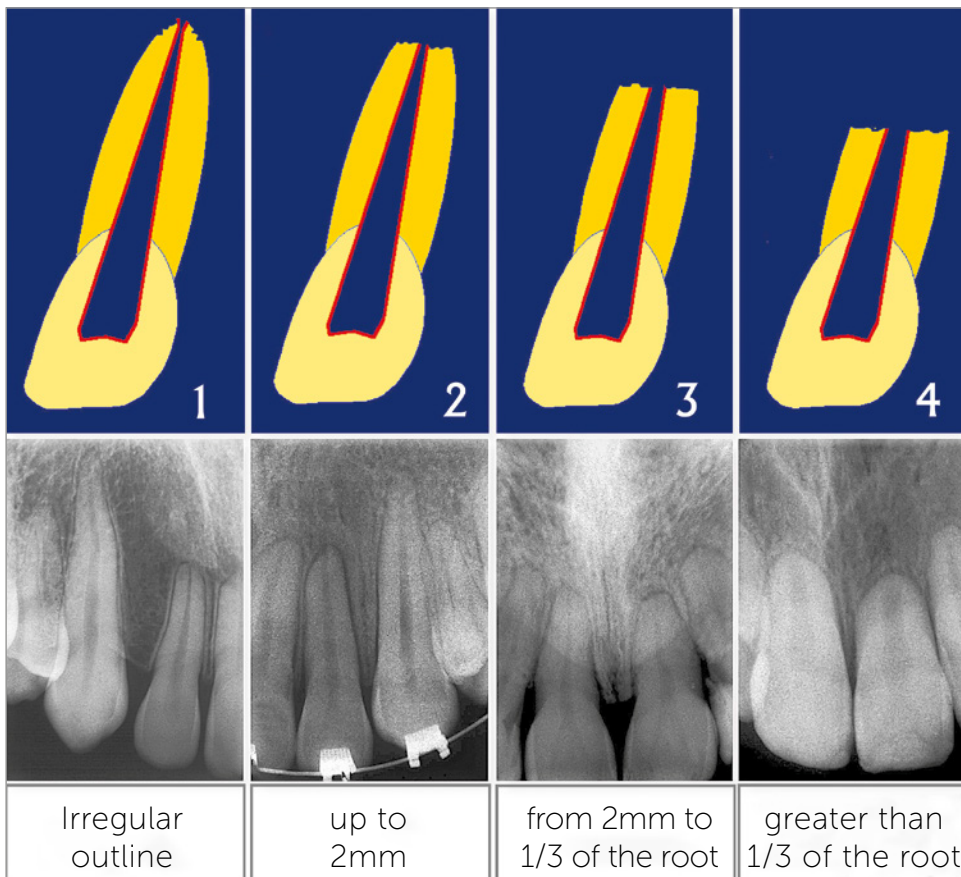 1
2
3
4
Irregular
outline
up to
2mm
from 2mm to
1/3 of the root
greater than
1/3 of the root